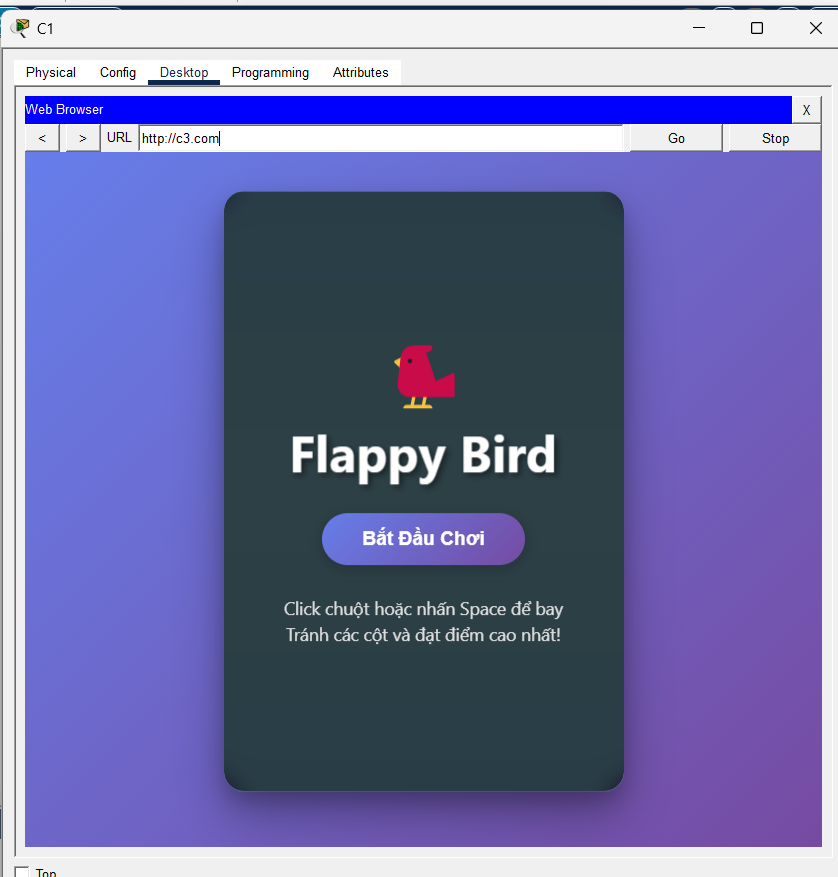 C1
Physical Config Desktop Programming Attributes
Web Browser X
< > URL http://c3.com Go Stop
Flappy Bird
Bắt Đầu Chơi
Click chuột hoặc nhấn Space để bay
Tránh các cột và đạt điểm cao nhất!
Top